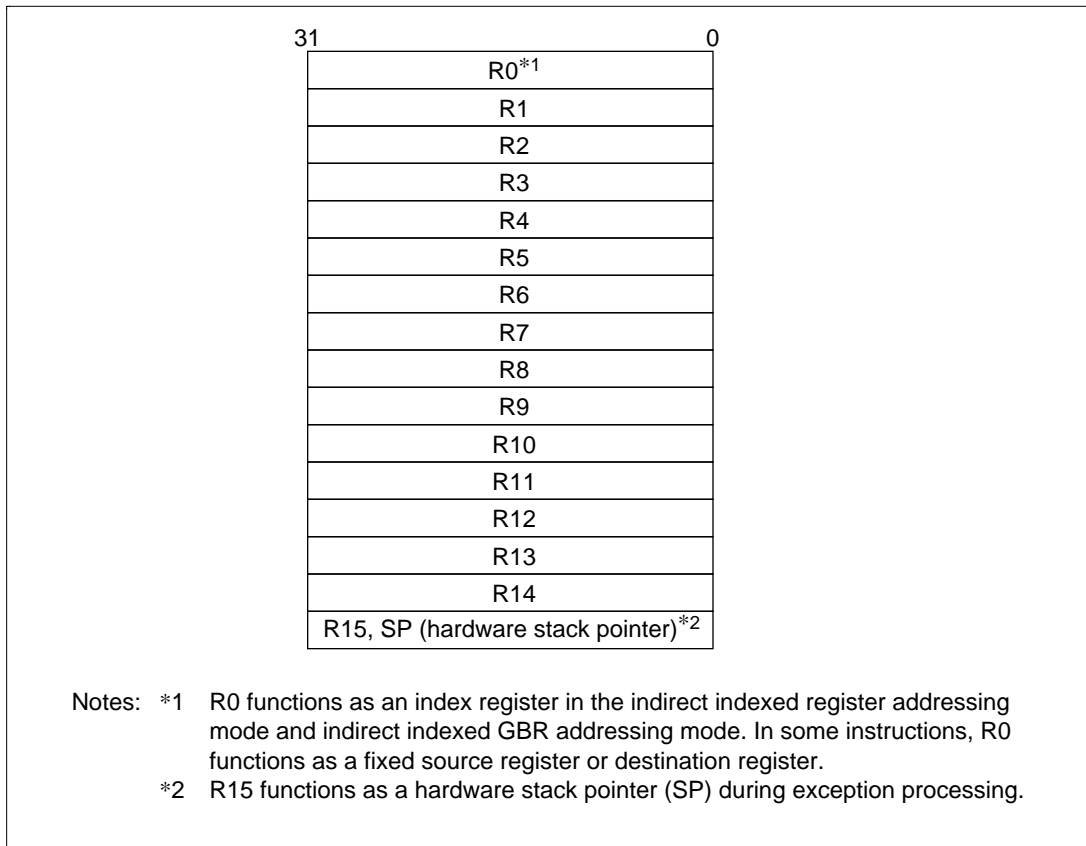 31 0
R0*1
R1
R2
R3
R4
R5
R6
R7
R8
R9
R10
R11
R12
R13
R14
R15, SP (hardware stack pointer)*2
Notes: *1 R0 functions as an index register in the indirect indexed register addressing
mode and indirect indexed GBR addressing mode. In some instructions, R0
functions as a fixed source register or destination register.
*2 R15 functions as a hardware stack pointer (SP) during exception processing.